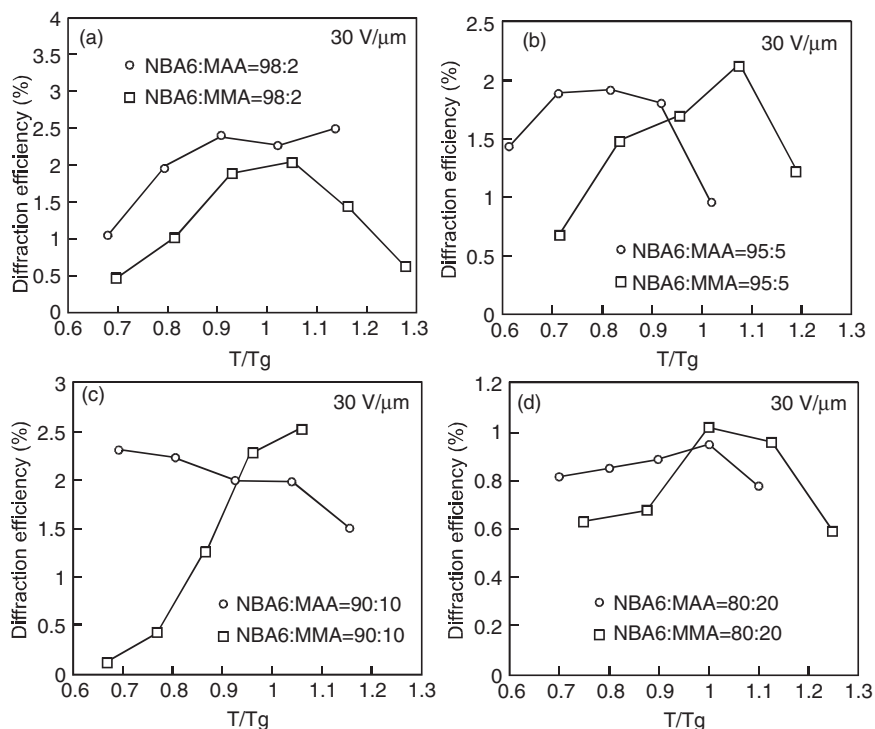 (a)
30 V/μm
NBA6:MAA=98:2
NBA6:MMA=98:2
Diffraction efficiency (%)
4
3.5
3
2.5
2
1.5
1
0.5
0
0.6 0.7 0.8 0.9 1 1.1 1.2 1.3
T/Tg
(b)
30 V/μm
NBA6:MAA=95:5
NBA6:MMA=95:5
Diffraction efficiency (%)
2.5
2
1.5
1
0.5
0
0.6 0.7 0.8 0.9 1 1.1 1.2 1.3
T/Tg
(c)
30 V/μm
NBA6:MAA=90:10
NBA6:MMA=90:10
Diffraction efficiency (%)
3
2.5
2
1.5
1
0.5
0
0.6 0.7 0.8 0.9 1 1.1 1.2 1.3
T/Tg
(d)
30 V/μm
NBA6:MAA=80:20
NBA6:MMA=80:20
Diffraction efficiency (%)
1.2
1
0.8
0.6
0.4
0.2
0
0.6 0.7 0.8 0.9 1 1.1 1.2 1.3
T/Tg